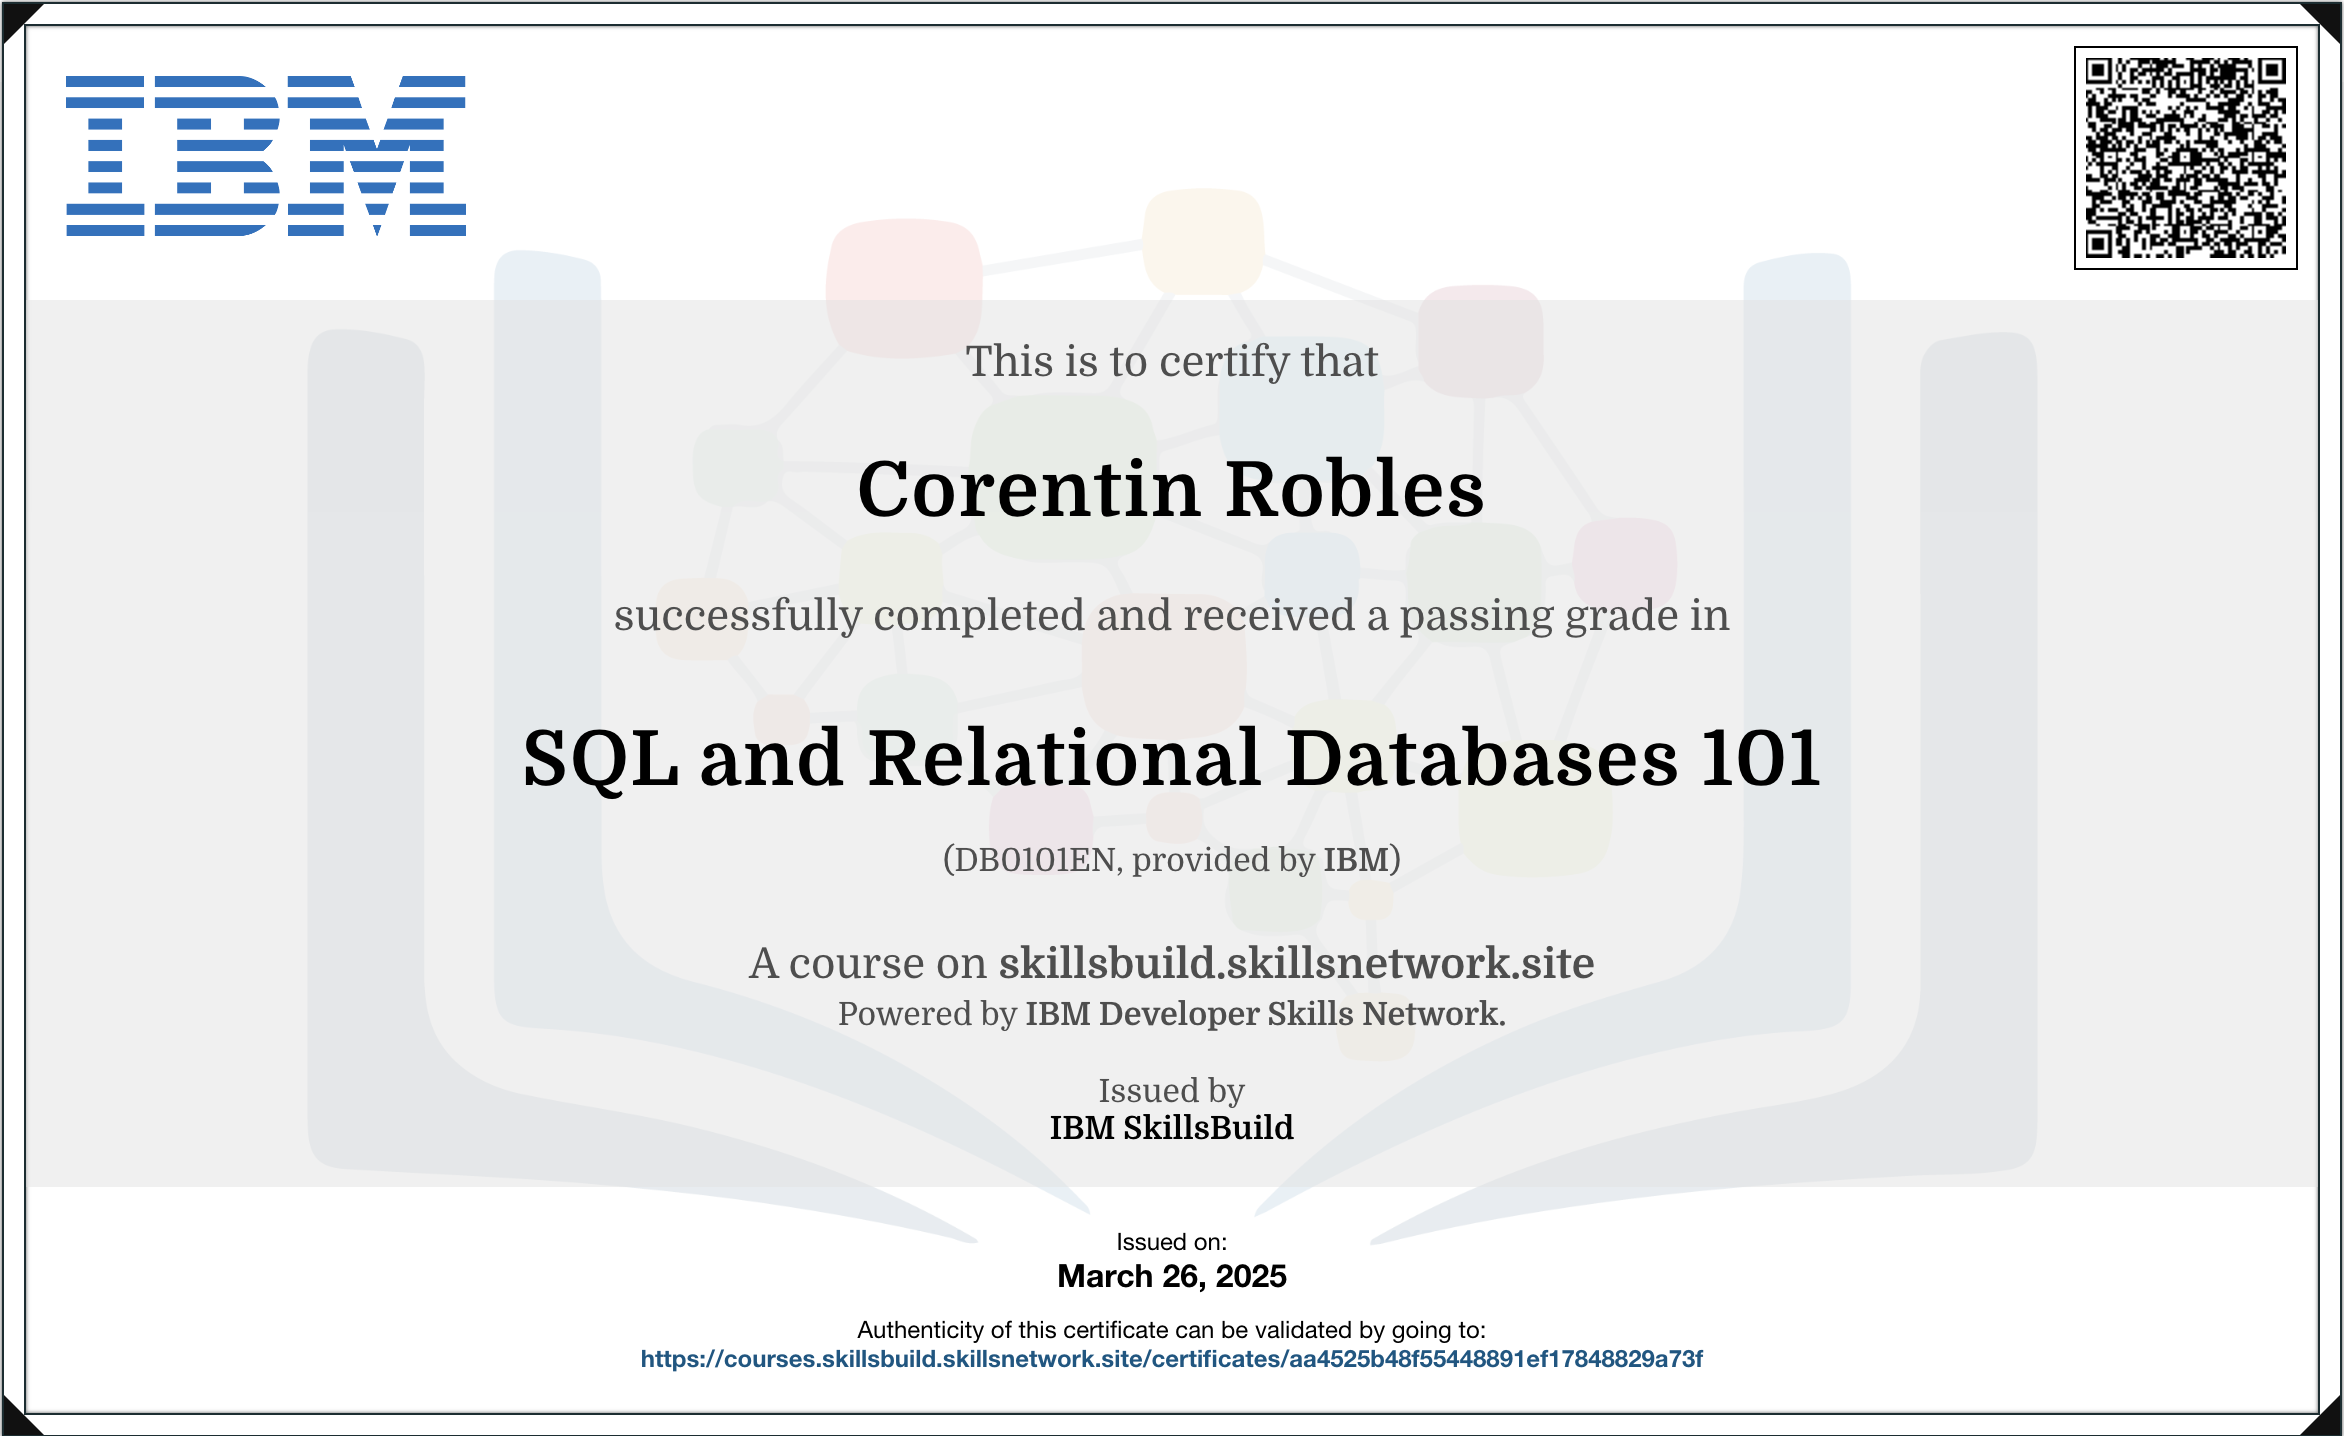 IBM
This is to certify that
Corentin Robles
successfully completed and received a passing grade in
SQL and Relational Databases 101
(DB0101EN, provided by IBM)
A course on skillsbuild.skillsnetwork.site
Powered by IBM Developer Skills Network.
Issued by
IBM SkillsBuild
Issued on:
March 26, 2025
Authenticity of this certificate can be validated by going to:
https://courses.skillsbuild.skillsnetwork.site/certificates/aa4525b48f55448891ef17848829a73f